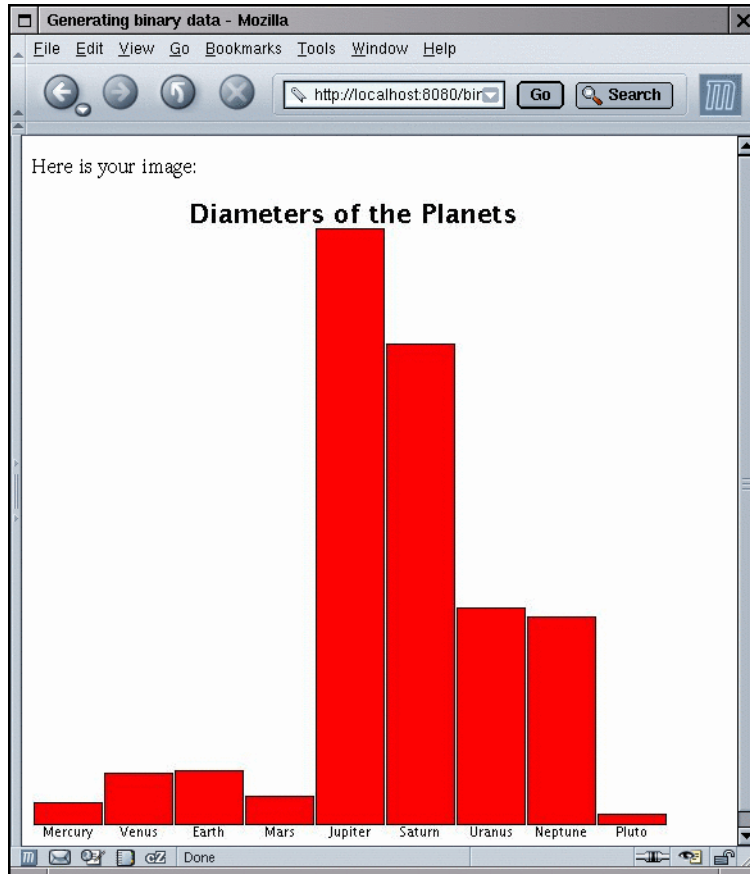 Generating binary data - Mozilla
File Edit View Go Bookmarks Tools Window Help
http://localhost:8080/bir Go Search
Here is your image:
Diameters of the Planets
Mercury Venus Earth Mars Jupiter Saturn Uranus Neptune Pluto
Done